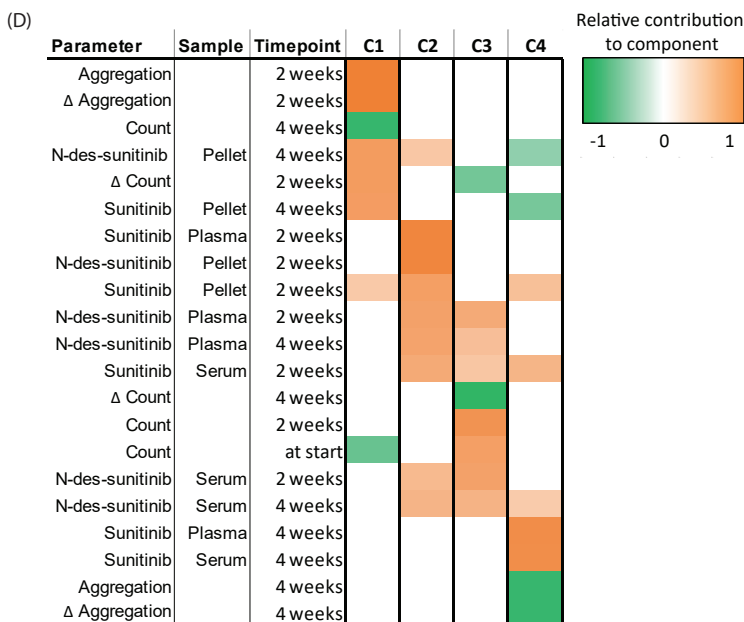 (D)
Relative contribution
to component
-1 0 1
Parameter Sample Timepoint C1 C2 C3 C4
Aggregation 2 weeks
Δ Aggregation 2 weeks
Count 4 weeks
N-des-sunitinib Pellet 4 weeks
Δ Count 2 weeks
Sunitinib Pellet 4 weeks
Sunitinib Plasma 2 weeks
N-des-sunitinib Pellet 2 weeks
Sunitinib Pellet 2 weeks
N-des-sunitinib Plasma 2 weeks
N-des-sunitinib Plasma 4 weeks
Sunitinib Serum 2 weeks
Δ Count 4 weeks
Count 2 weeks
Count at start
N-des-sunitinib Serum 2 weeks
N-des-sunitinib Serum 4 weeks
Sunitinib Plasma 4 weeks
Sunitinib Serum 4 weeks
Aggregation 4 weeks
Δ Aggregation 4 weeks